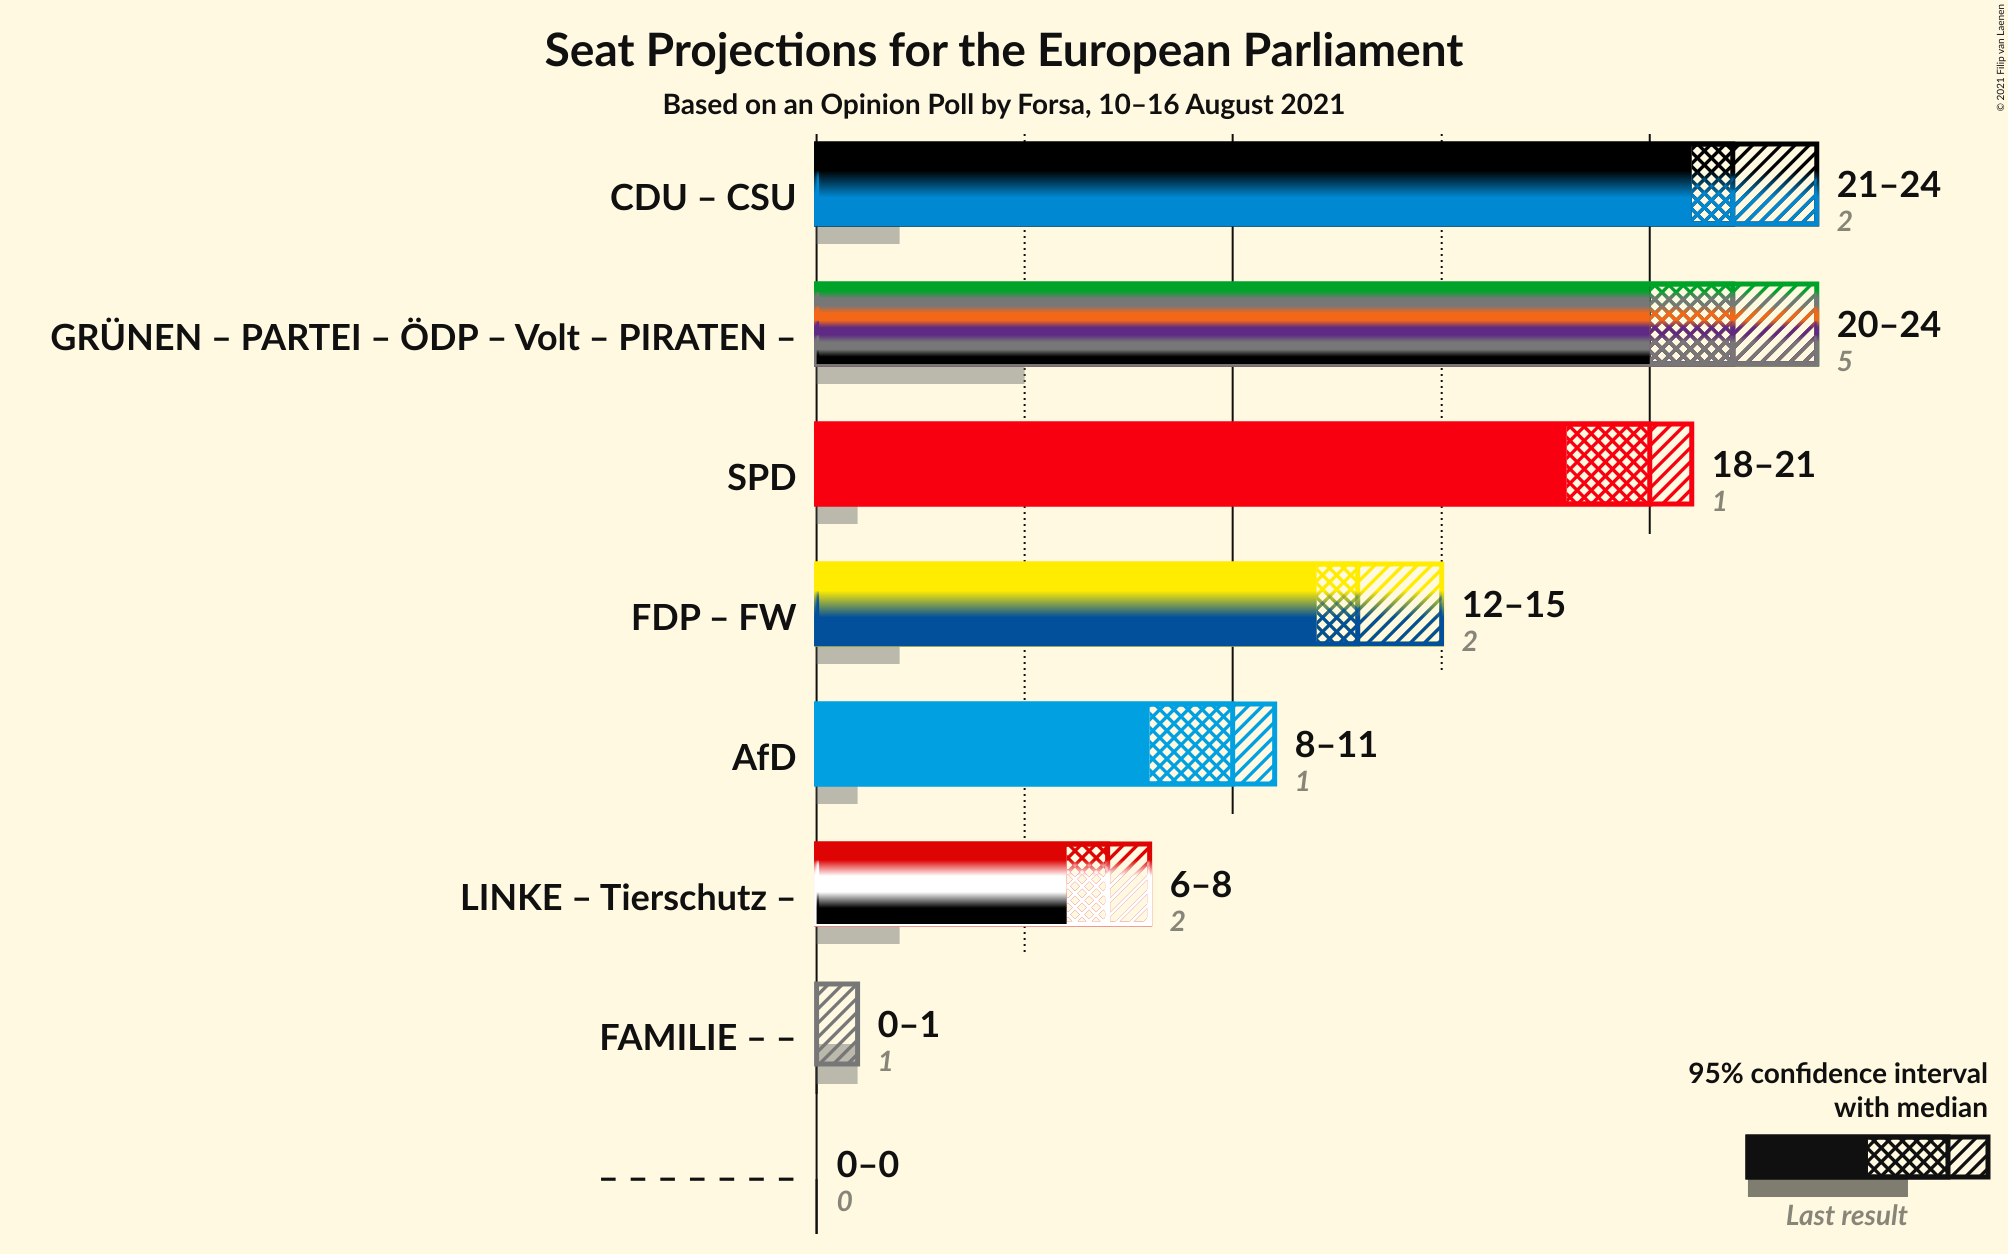 Seat Projections for the European Parliament
Based on an Opinion Poll by Forsa, 10–16 August 2021
© 2021 Filip van Laenen
CDU – CSU
21–24
2
GRÜNEN – PARTEI – ÖDP – Volt – PIRATEN –
20–24
5
SPD
18–21
1
FDP – FW
12–15
2
AfD
8–11
1
LINKE – Tierschutz –
6–8
2
FAMILIE – –
0–1
1
– – – – – – –
0–0
0
95% confidence interval
with median
Last result